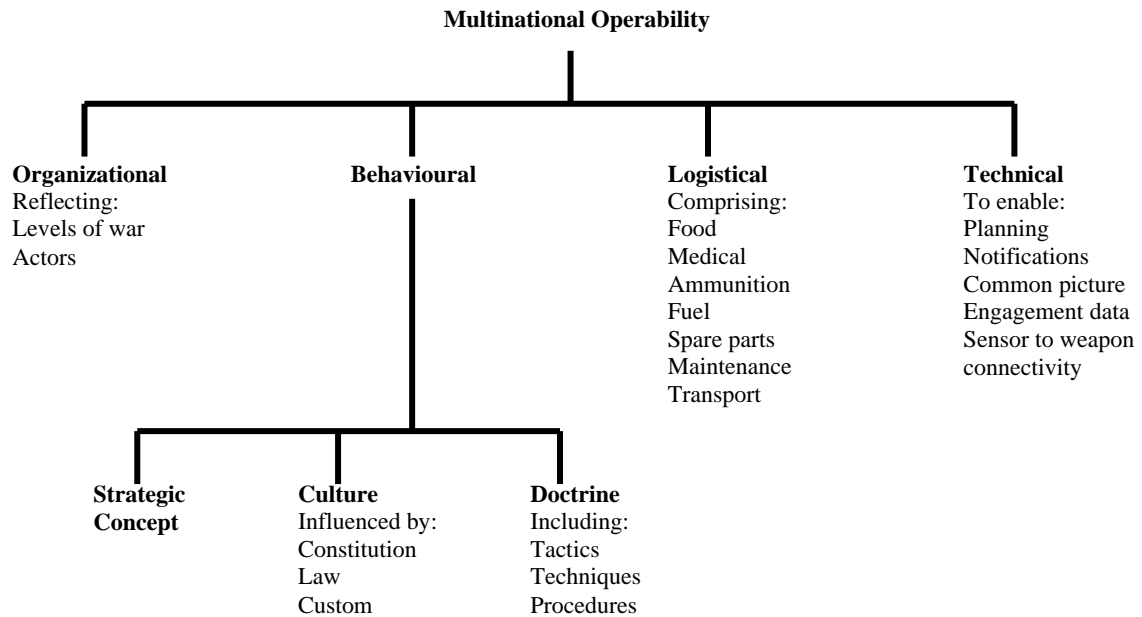 Multinational Operability
Organizational
Reflecting:
Levels of war
Actors
Behavioural
Logistical
Comprising:
Food
Medical
Ammunition
Fuel
Spare parts
Maintenance
Transport
Technical
To enable:
Planning
Notifications
Common picture
Engagement data
Sensor to weapon
connectivity
Strategic
Concept
Culture
Influenced by:
Constitution
Law
Custom
Doctrine
Including:
Tactics
Techniques
Procedures